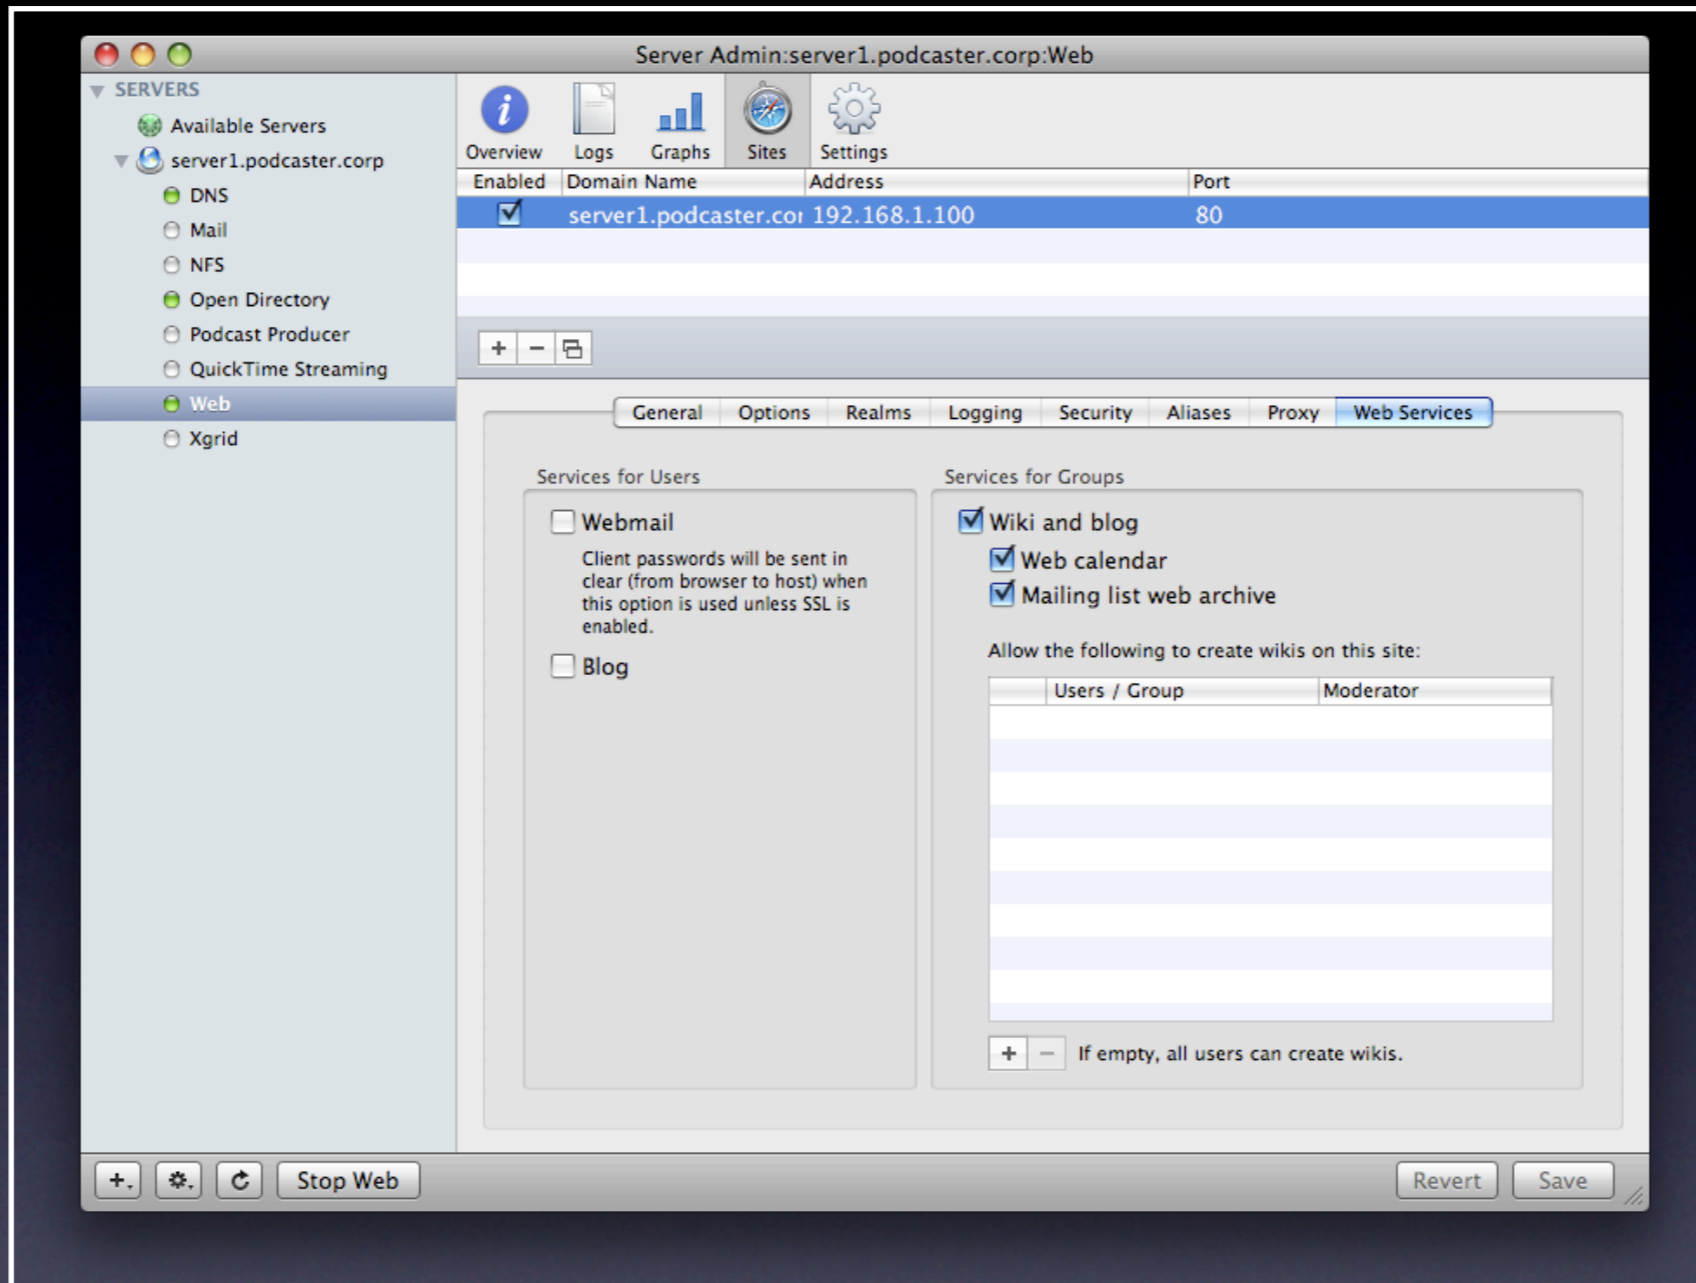 Server Admin:server1.podcaster.corp:Web
SERVERS
Available Servers
server1.podcaster.corp
DNS
Mail
NFS
Open Directory
Podcast Producer
QuickTime Streaming
Web
Xgrid
Overview Logs Graphs Sites Settings
Enabled Domain Name Address Port
server1.podcaster.cor 192.168.1.100 80
General Options Realms Logging Security Aliases Proxy Web Services
Services for Users
Webmail
Client passwords will be sent in
clear (from browser to host) when
this option is used unless SSL is
enabled.
Blog
Services for Groups
Wiki and blog
Web calendar
Mailing list web archive
Allow the following to create wikis on this site:
Users / Group Moderator
If empty, all users can create wikis.
Stop Web Revert Save